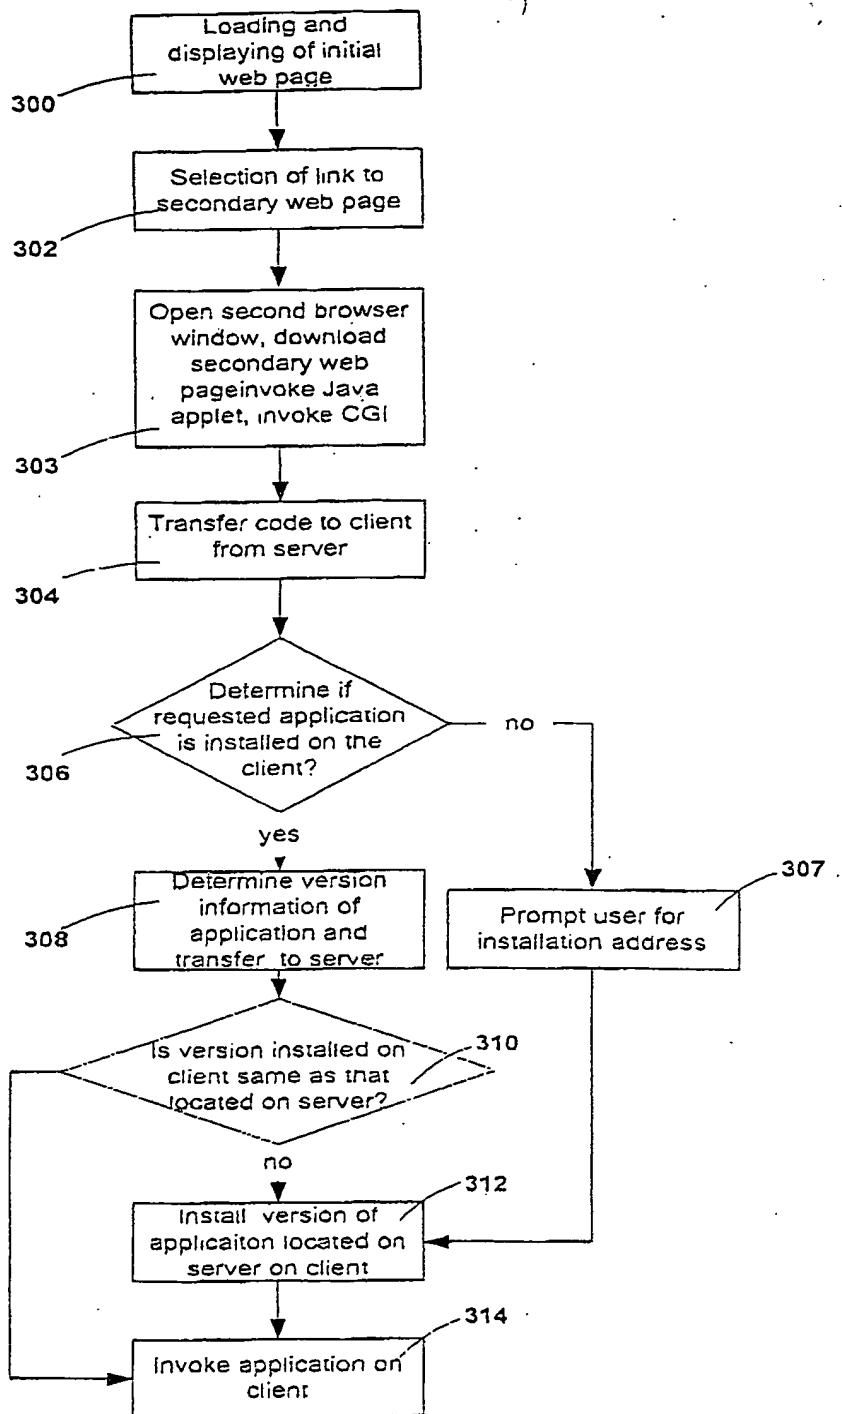 Loading and
displaying of initial
web page
300
Selection of link to
secondary web page
302
Open second browser
window, download
secondary web
pageinvoke Java
applet, invoke CGI
303
Transfer code to client
from server
304
Determine if
requested application
is installed on the
client?
306
no
yes
307
Determine version
information of
application and
transfer to server
308
Prompt user for
installation address
Is version installed on
client same as that
located on server?
310
no
312
Install version of
applicaiton located on
server on client
314
Invoke application on
client